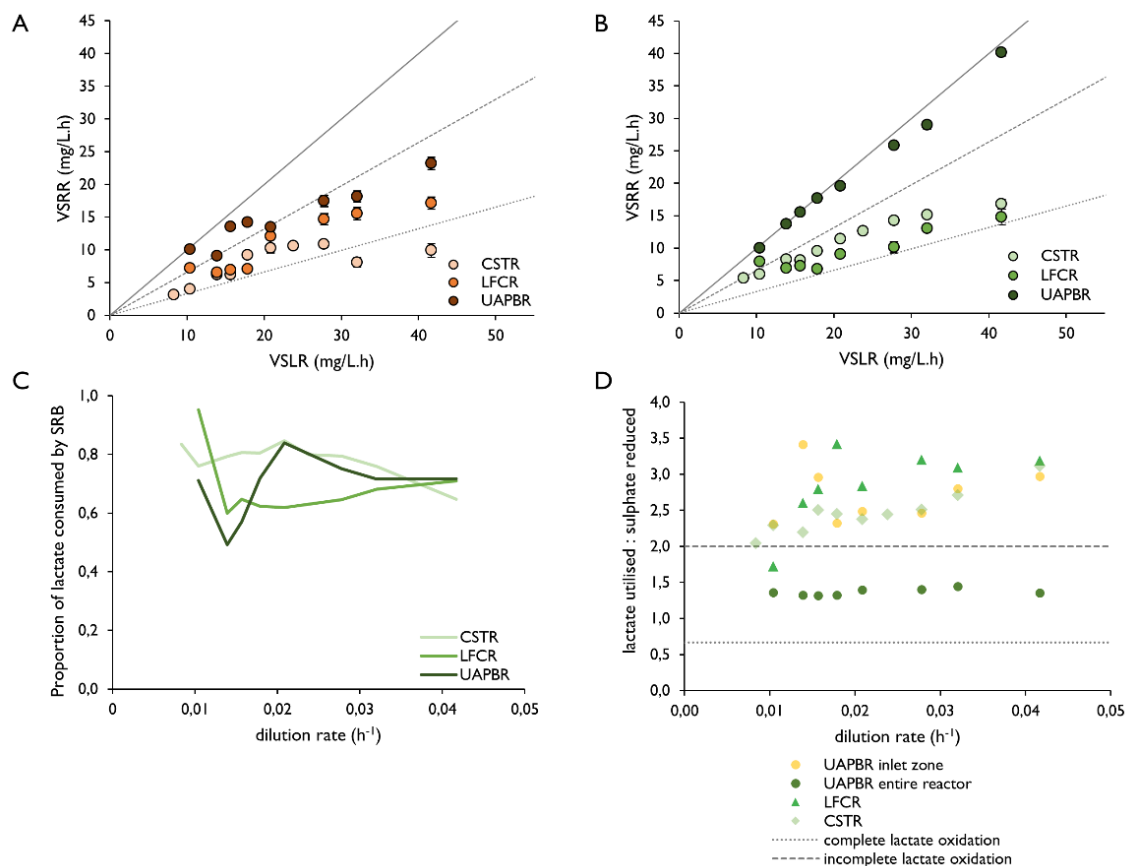 A
45
40
35
30
25
20
15
10
5
0
VSRR (mg/L.h)
0
10
20
30
40
50
VSLR (mg/L.h)
CSTR
LFCR
UAPBR
B
45
40
35
30
25
20
15
10
5
0
VSRR (mg/L.h)
0
10
20
30
40
50
VSLR (mg/L.h)
CSTR
LFCR
UAPBR
C
1,0
0,8
0,6
0,4
0,2
0,0
Proportion of lactate consumed by SRB
0
0,01
0,02
0,03
0,04
0,05
dilution rate (h⁻¹)
CSTR
LFCR
UAPBR
D
4,0
3,5
3,0
2,5
2,0
1,5
1,0
0,5
0,0
lactate utilised : sulphate reduced
0,00
0,01
0,02
0,03
0,04
0,05
dilution rate (h⁻¹)
UAPBR inlet zone
UAPBR entire reactor
LFCR
CSTR
complete lactate oxidation
incomplete lactate oxidation